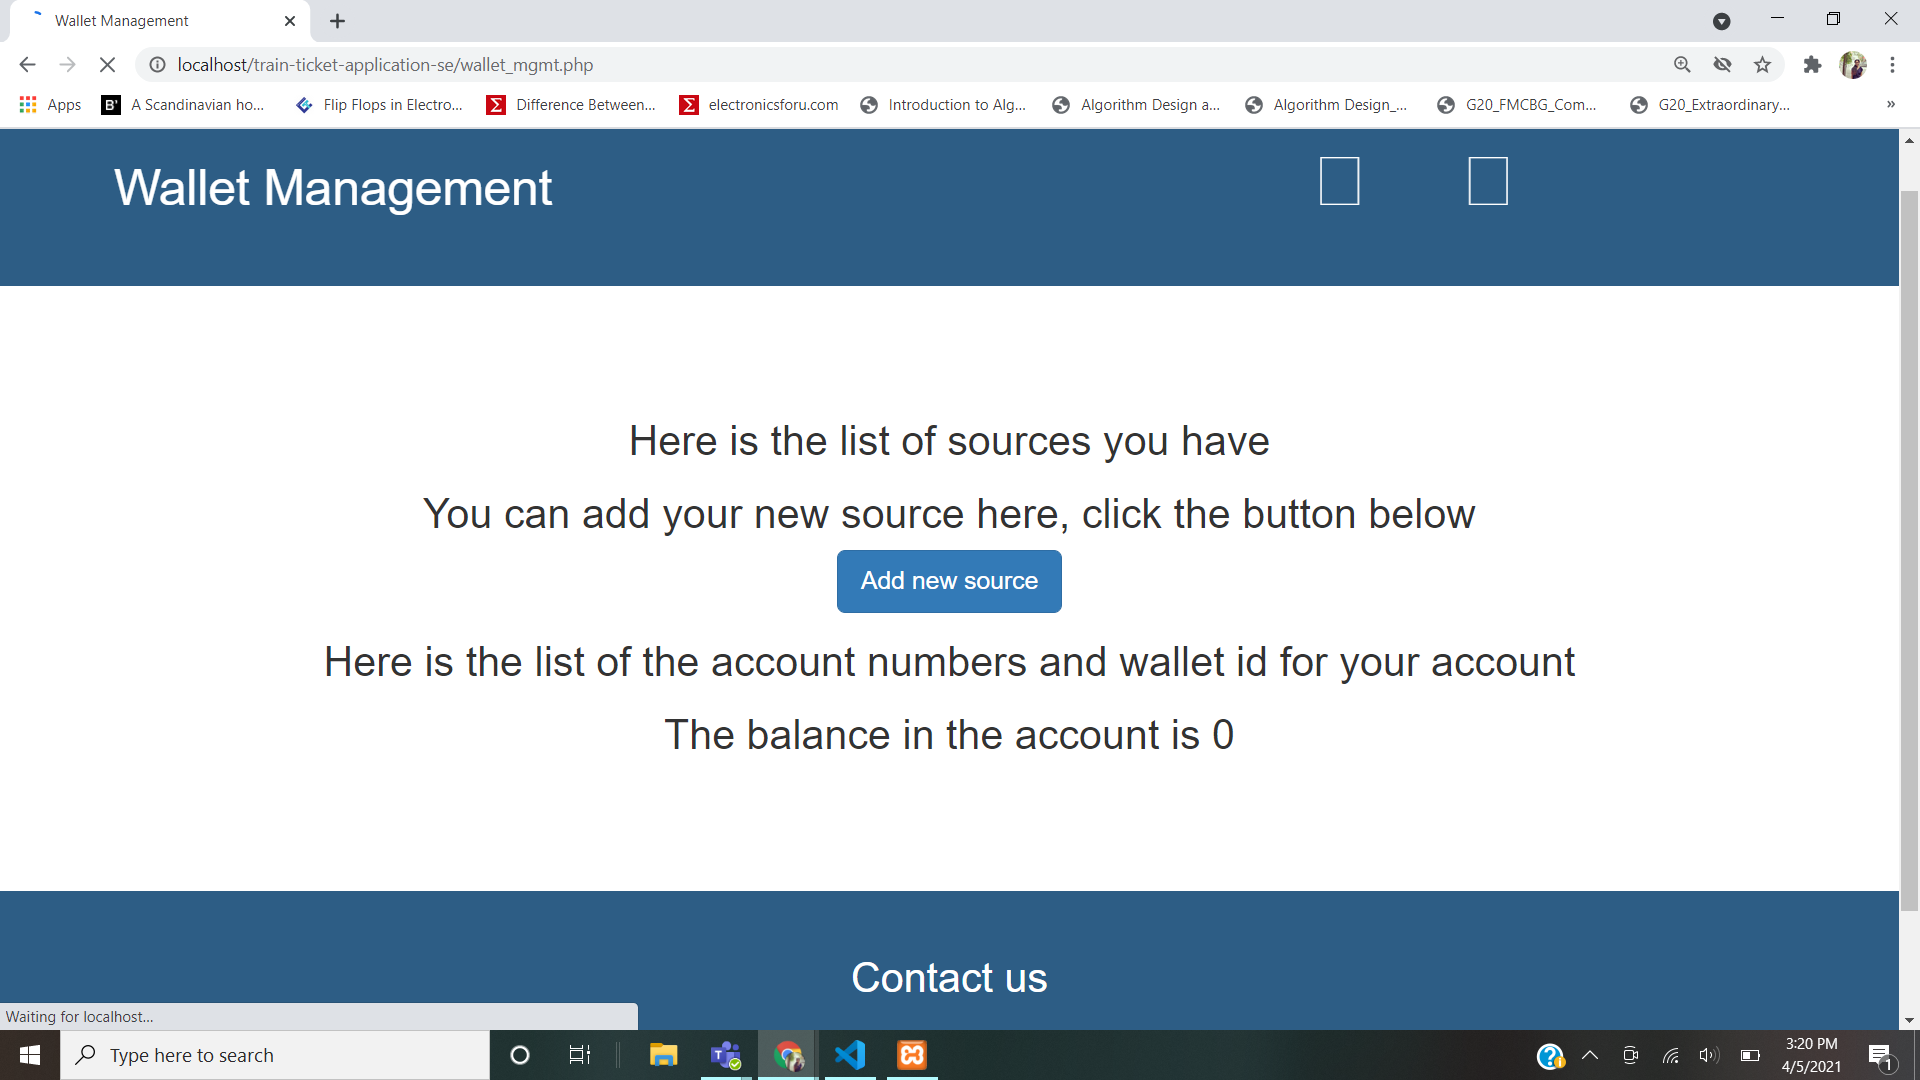 Wallet Management
localhost/train-ticket-application-se/wallet_mgmt.php
Apps
B'
A Scandinavian ho...
Flip Flops in Electro...
Σ
Difference Between...
Σ
electronicsforu.com
Introduction to Alg...
Algorithm Design a...
Algorithm Design_...
G20_FMCBG_Com...
G20_Extraordinary...
»
Wallet Management
Here is the list of sources you have
You can add your new source here, click the button below
Add new source
Here is the list of the account numbers and wallet id for your account
The balance in the account is 0
Contact us
Waiting for localhost...
Type here to search
3:20 PM
4/5/2021
1